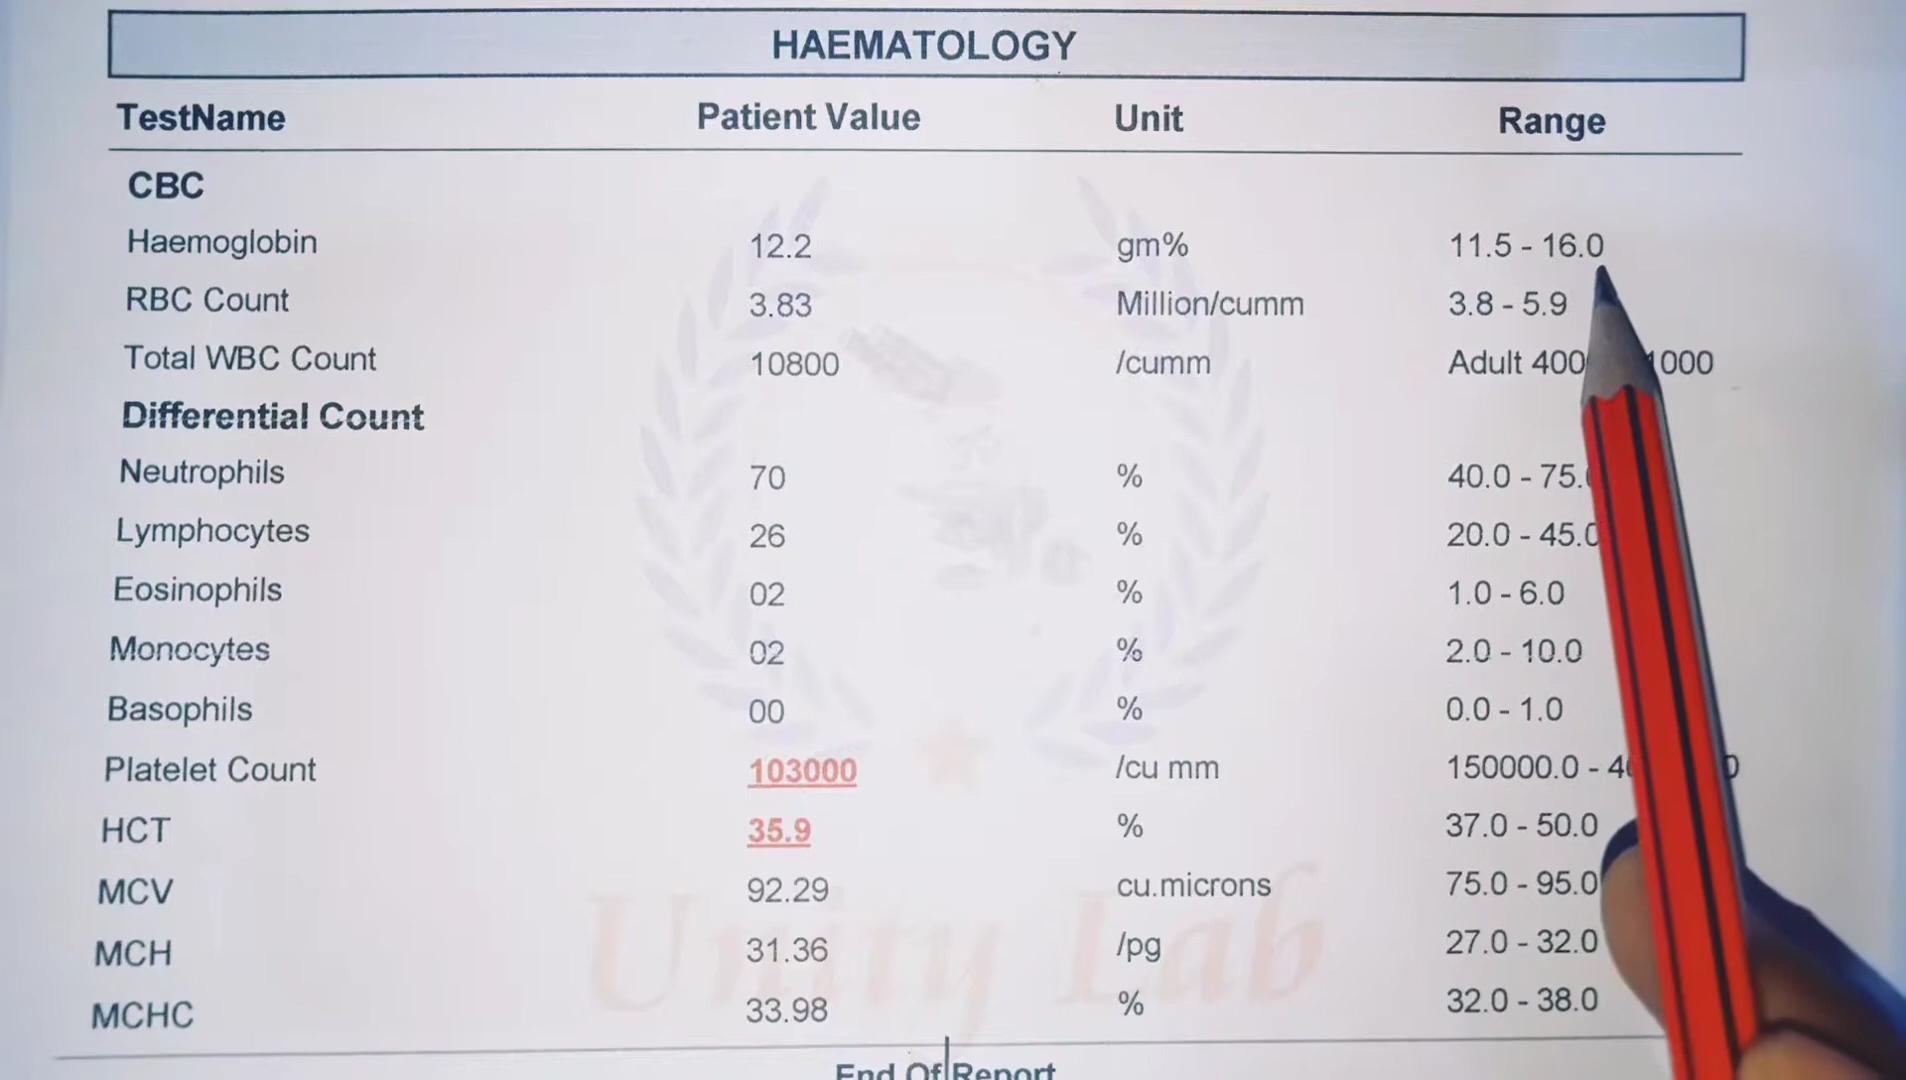 HAEMATOLOGY
TestName Patient Value Unit Range
CBC
Haemoglobin 12.2 gm% 11.5 - 16.0
RBC Count 3.83 Million/cumm 3.8 - 5.9
Total WBC Count 10800 /cumm Adult
Differential Count
Neutrophils 70 % 40.0 -
Lymphocytes 26 % 20.0 - 45.0
Eosinophils 02 % 1.0 - 6.0
Monocytes 02 % 2.0 - 10.0
Basophils 00 % 0.0 - 1.0
Platelet Count 103000 /cu mm 150000.0 -
HCT 35.9 % 37.0 - 50.0
MCV 92.29 cu.microns 75.0 - 95.0
MCH 31.36 /pg 27.0 - 32.0
MCHC 33.98 % 32.0 - 38.0
Unity Lab
End Of Report